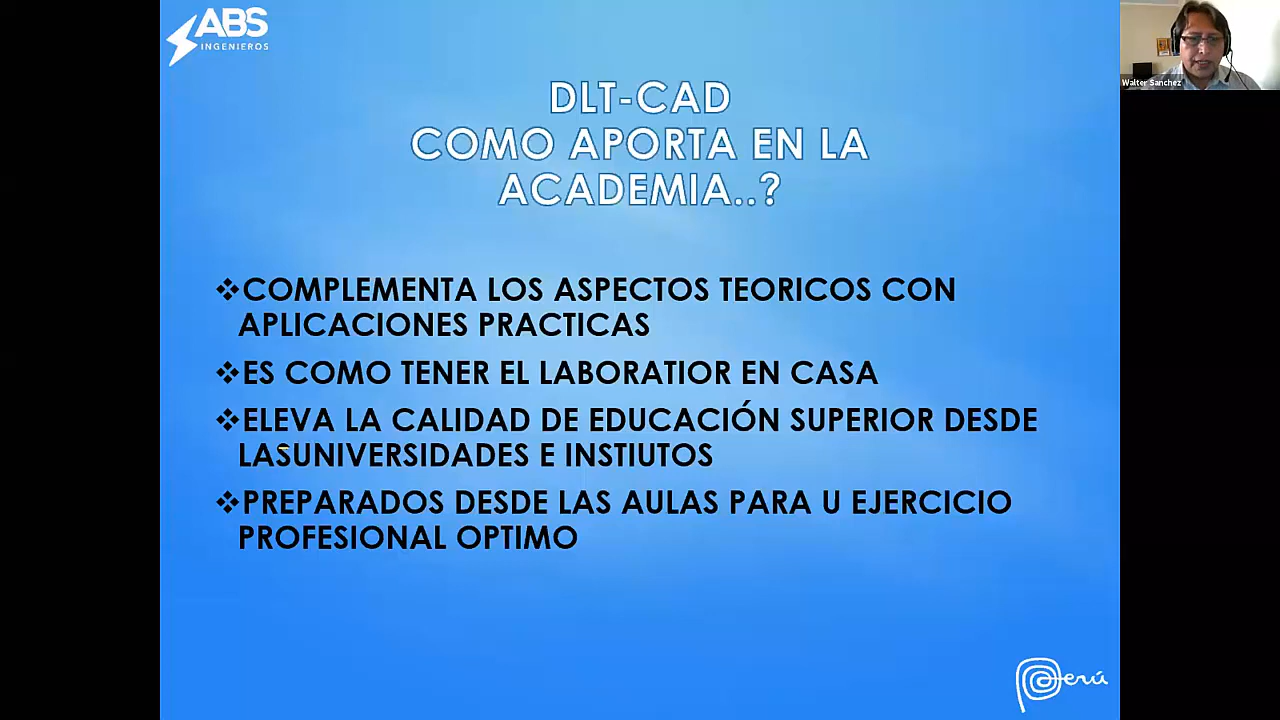 ABS
INGENIEROS
Walter Sanchez
DLT-CAD
COMO APORTA EN LA
ACADEMIA..?
❖COMPLEMENTA LOS ASPECTOS TEORICOS CON
APLICACIONES PRACTICAS
❖ES COMO TENER EL LABORATIOR EN CASA
❖ELEVA LA CALIDAD DE EDUCACIÓN SUPERIOR DESDE
LASUNIVERSIDADES E INSTIUTOS
❖PREPARADOS DESDE LAS AULAS PARA U EJERCICIO
PROFESIONAL OPTIMO
Perú